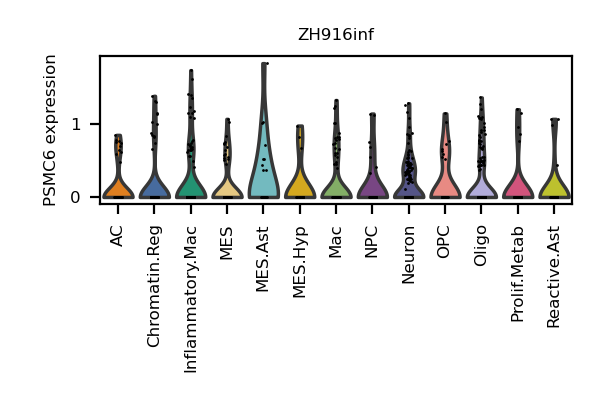 ZH916inf
PSMC6 expression
1
0
AC
Chromatin.Reg
Inflammatory.Mac
MES
MES.Ast
MES.Hyp
Mac
NPC
Neuron
OPC
Oligo
Prolif.Metab
Reactive.Ast